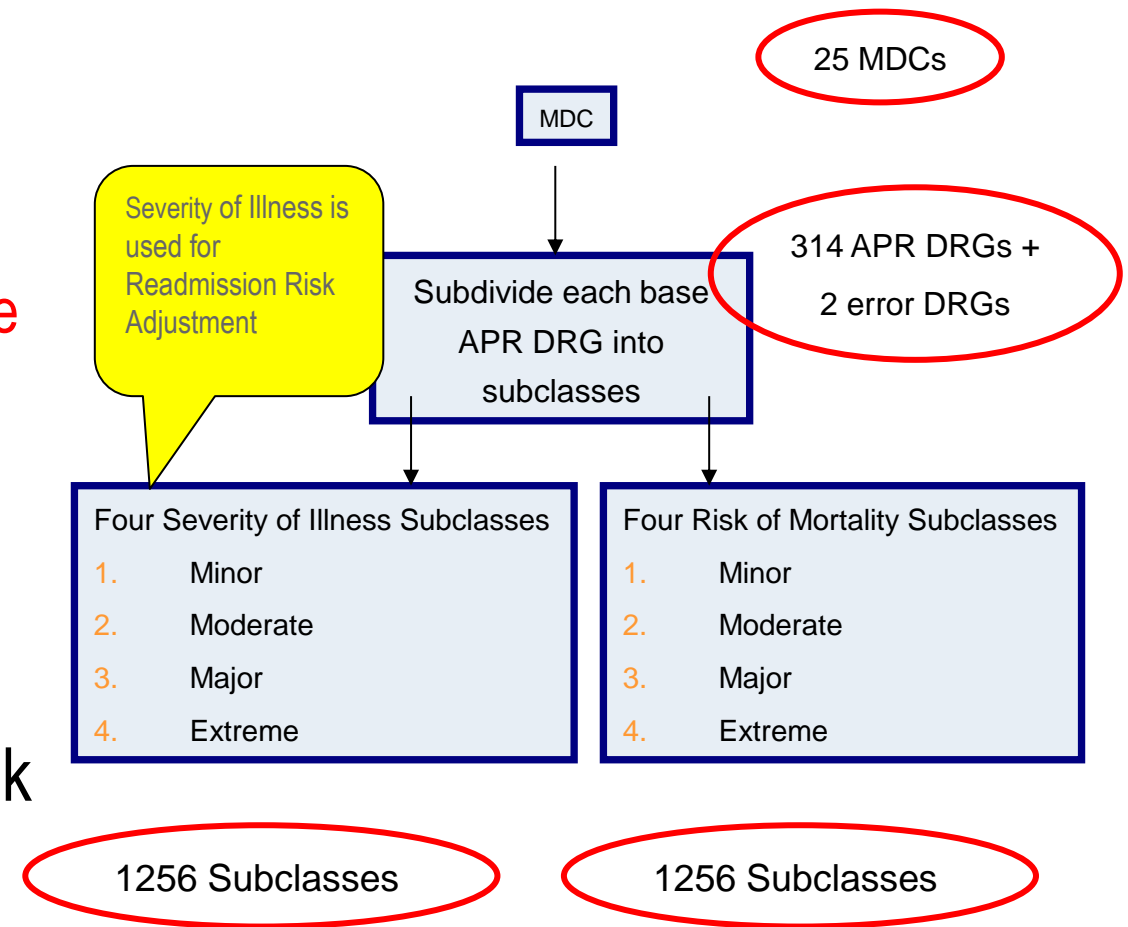 25 MDCs
MDC
Severity of Illness is
used for
Readmission Risk
Adjustment
314 APR DRGs +
2 error DRGs
e
Subdivide each base
APR DRG into
subclasses
Four Severity of Illness Subclasses
1. Minor
2. Moderate
3. Major
4. Extreme
Four Risk of Mortality Subclasses
1. Minor
2. Moderate
3. Major
4. Extreme
k
1256 Subclasses
1256 Subclasses